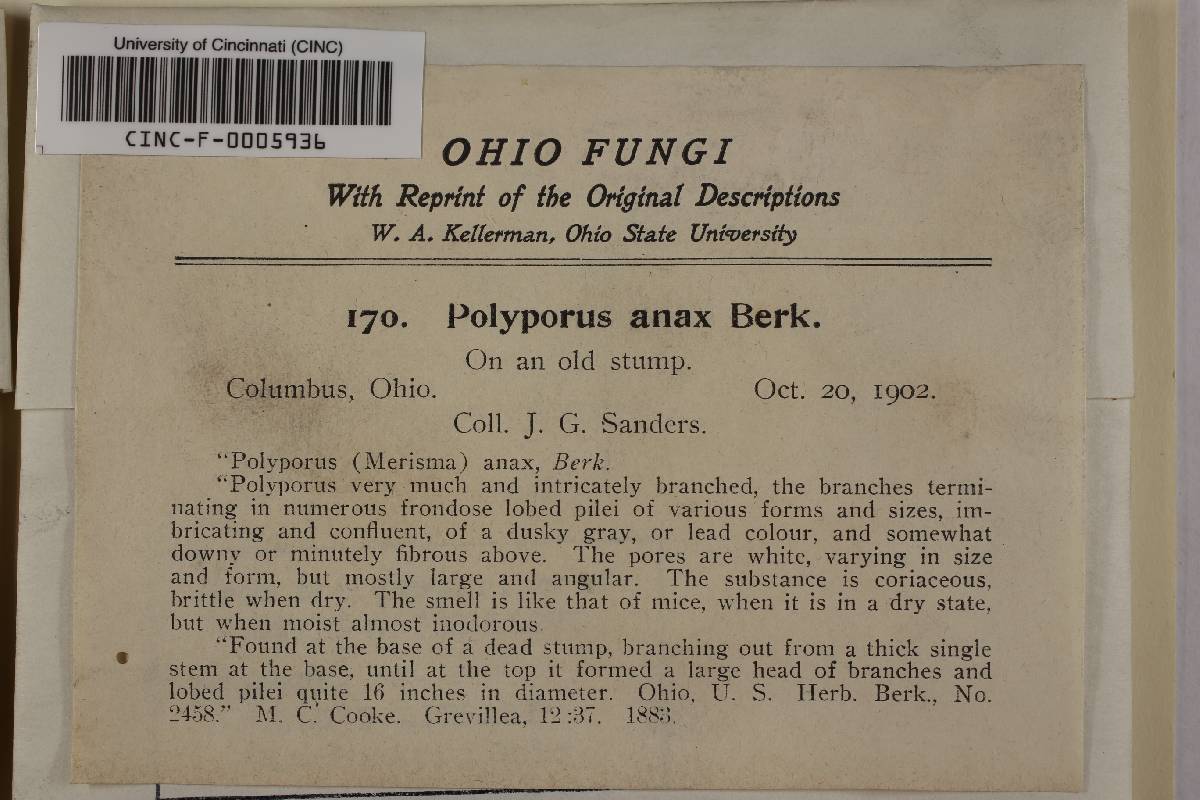 University of Cincinnati (CINC)
CINC-F-0005936
OHIO FUNGI
With Reprint of the Original Descriptions
W. A. Kellerman, Ohio State University
170. Polyporus anax Berk.
On an old stump.
Columbus, Ohio. Oct. 20, 1902.
Coll. J. G. Sanders.
“Polyporus (Merisma) anax, Berk.
“Polyporus very much and intricately branched, the branches termi-
nating in numerous frondose lobed pilei of various forms and sizes, im-
bricating and confluent, of a dusky gray, or lead colour, and somewhat
downy or minutely fibrous above. The pores are white, varying in size
and form, but mostly large and angular. The substance is coriaceous,
brittle when dry. The smell is like that of mice, when it is in a dry state,
but when moist almost inodorous.
“Found at the base of a dead stump, branching out from a thick single
stem at the base, until at the top it formed a large head of branches and
lobed pilei quite 16 inches in diameter. Ohio, U. S. Herb. Berk., No.
2458.” M. C. Cooke. Grevillea, 12:37. 1883.